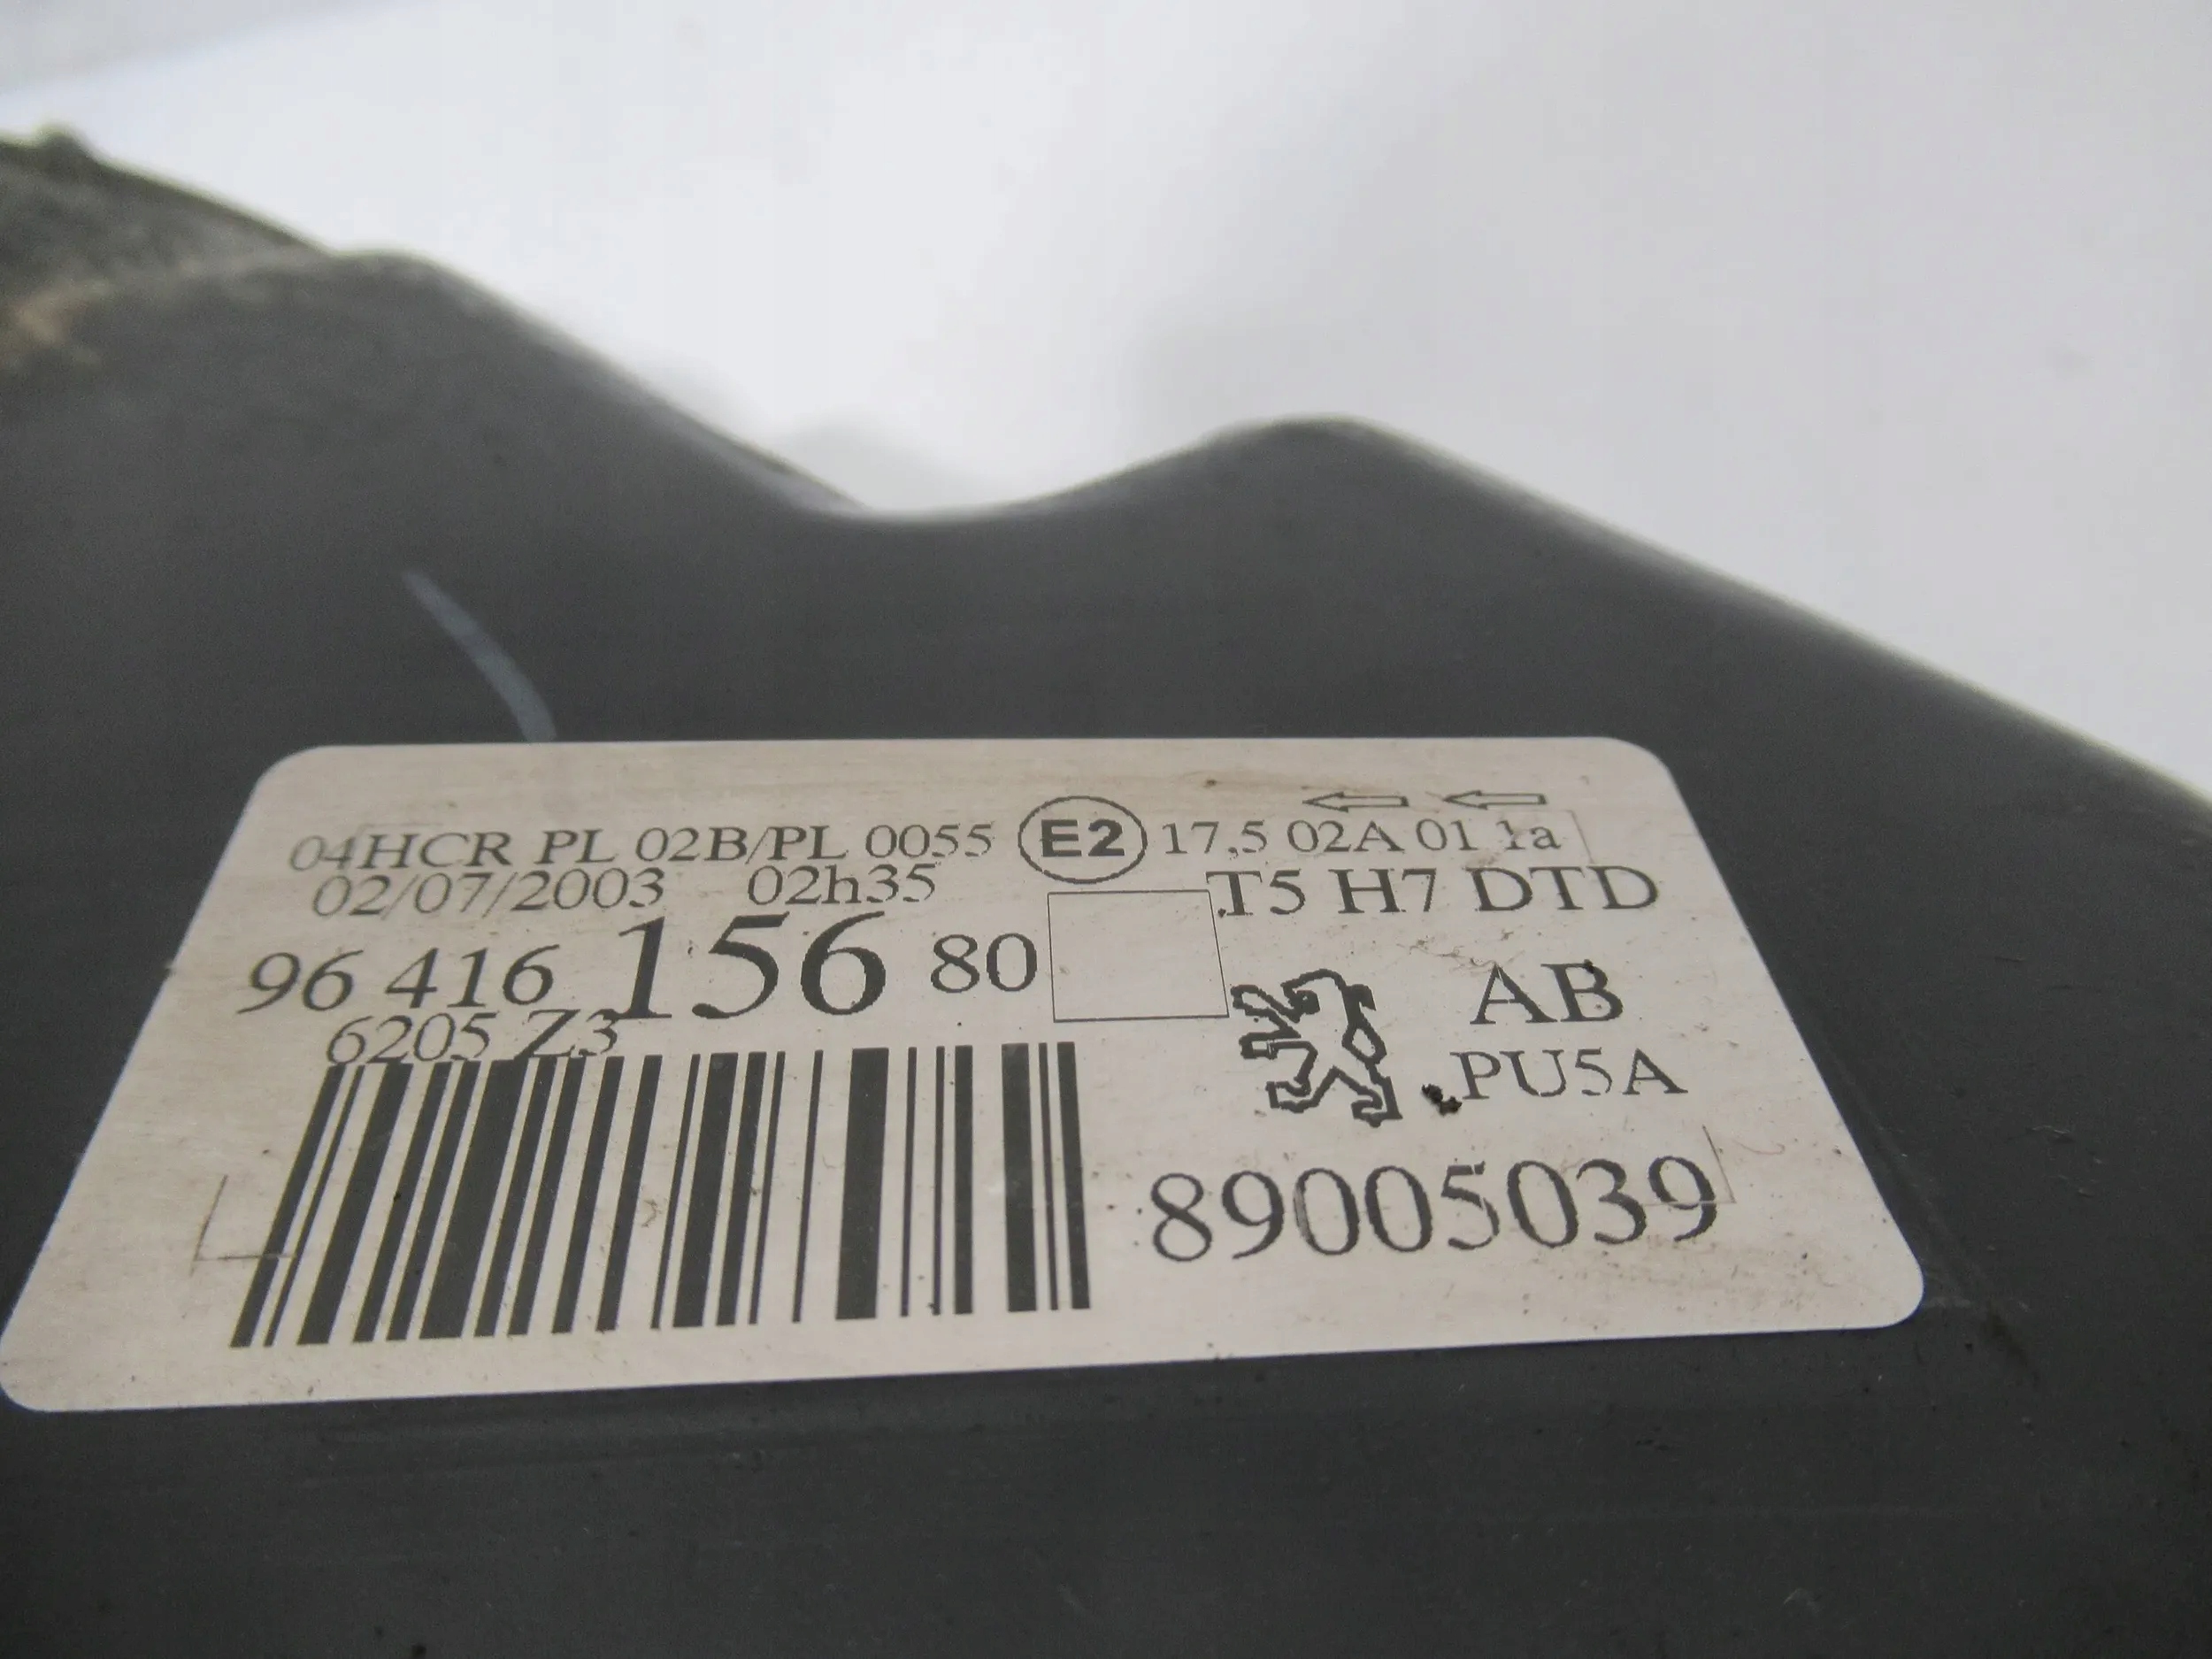 04HCR PL 02B/PL 0055 E2 17,5 02A 01 1a
02/07/2003 02h35 T5 H7 DTD
96 416 156 80 AB
6205 Z3 PU5A
89005039